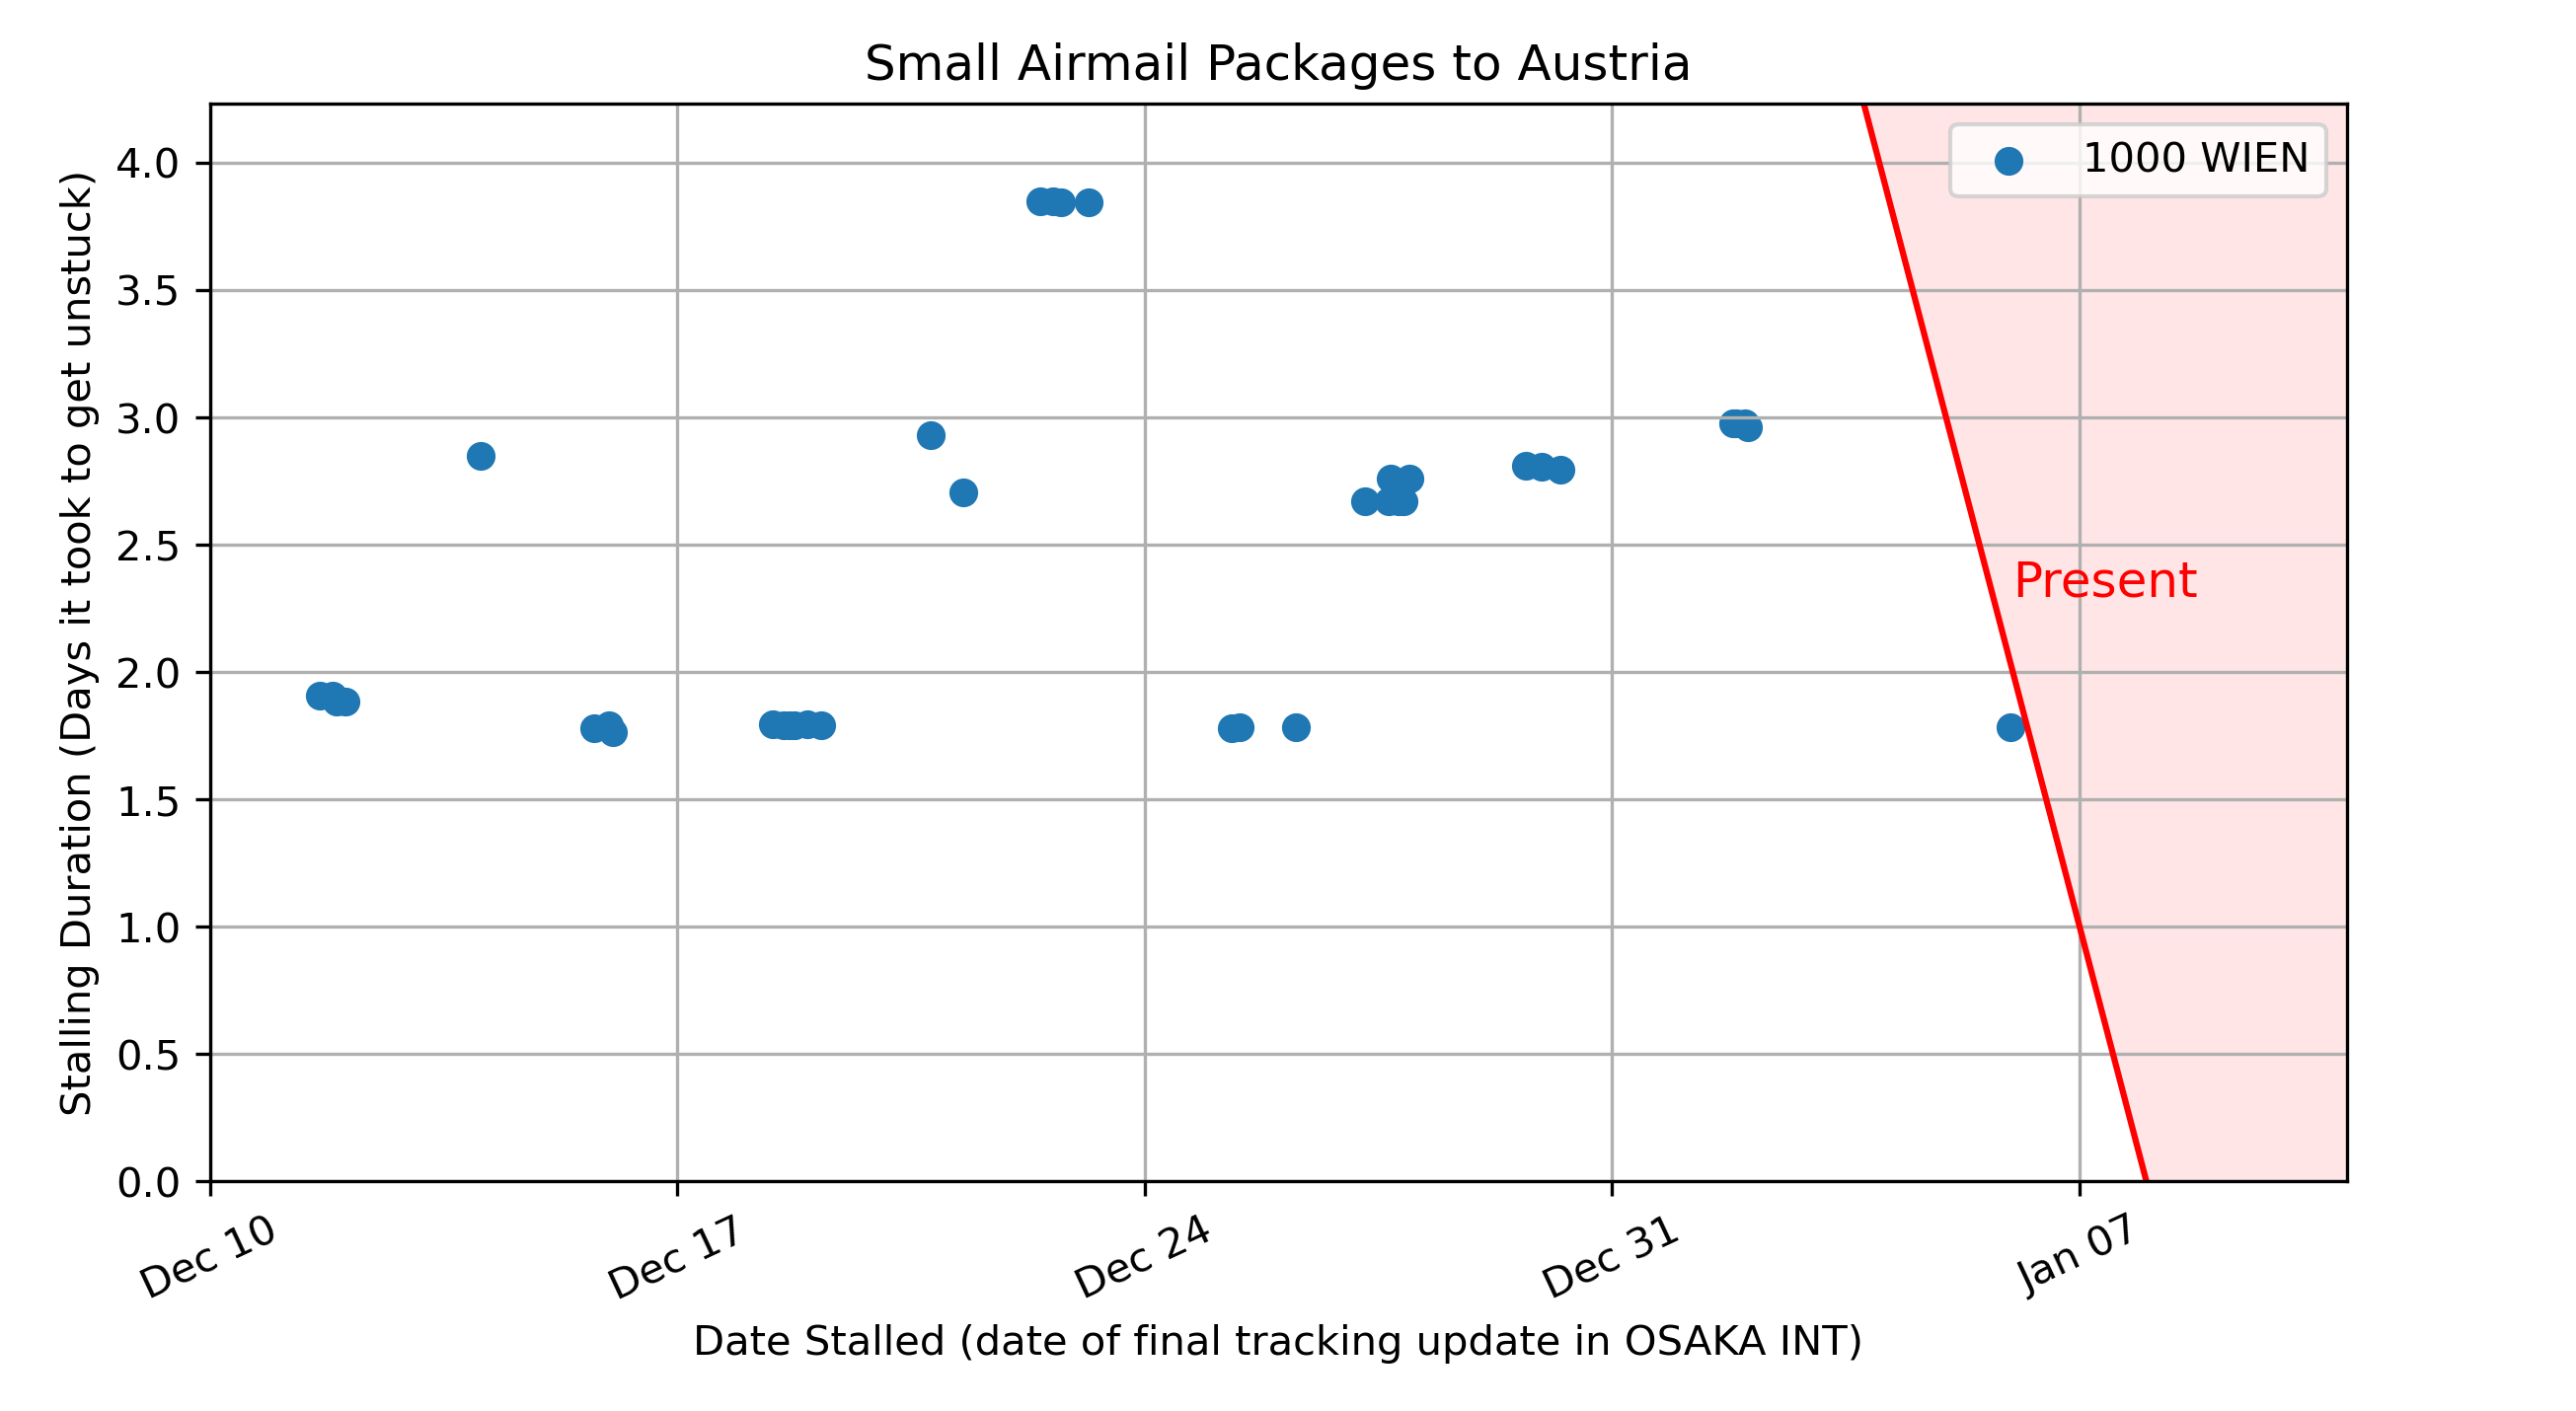 Small Airmail Packages to Austria
1000 WIEN
Stalling Duration (Days it took to get unstuck)
4.0
3.5
3.0
2.5
2.0
1.5
1.0
0.5
0.0
Present
Dec 10
Dec 17
Dec 24
Dec 31
Jan 07
Date Stalled (date of final tracking update in OSAKA INT)